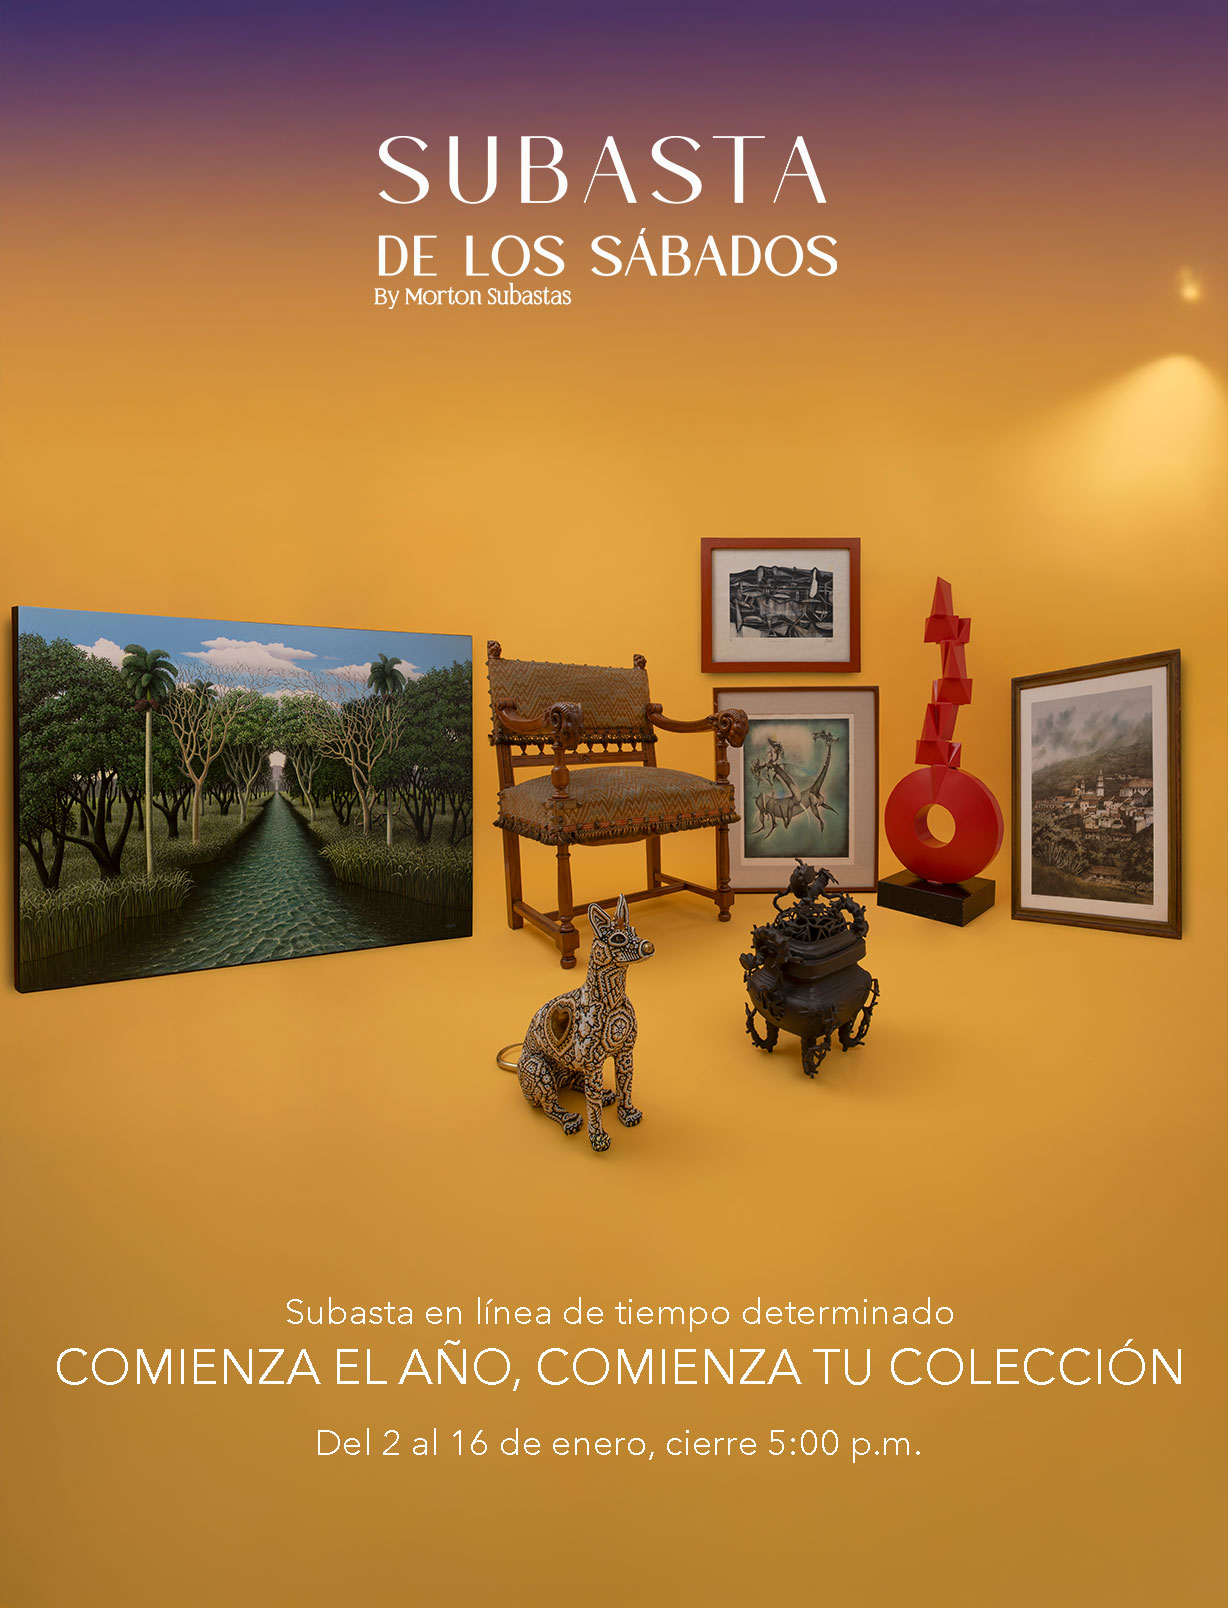 SUBASTA
DE LOS SÁBADOS
By Morton Subastas
Subasta en línea de tiempo determinado
COMIENZA EL AÑO, COMIENZA TU COLECCIÓN
Del 2 al 16 de enero, cierre 5:00 p.m.